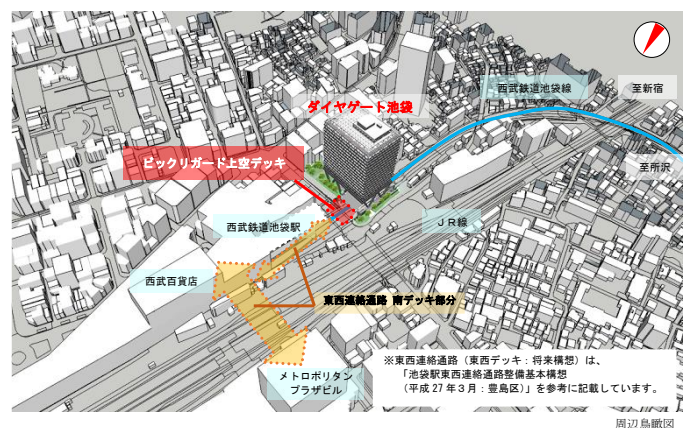 西武鉄道池袋線
至新宿
ダイヤゲート池袋
ビックリガード上空デッキ
至所沢
西武鉄道池袋駅
JR線
西武百貨店
東西連絡通路 南デッキ部分
メトロポリタン
プラザビル
※東西連絡通路（東西デッキ：将来構想）は、
「池袋駅東西連絡通路整備基本構想
（平成27年3月：豊島区）」を参考に記載しています。
周辺鳥瞰図